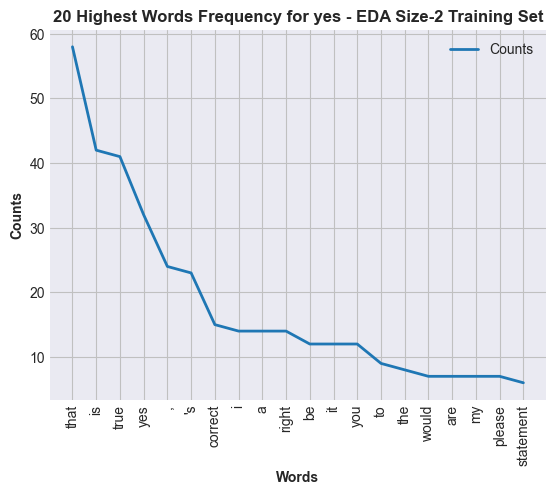 20 Highest Words Frequency for yes - EDA Size-2 Training Set
Counts
60
50
40
30
20
10
Counts
that
is
true
yes
,
's
correct
i
a
right
be
it
you
to
the
would
are
my
please
statement
Words